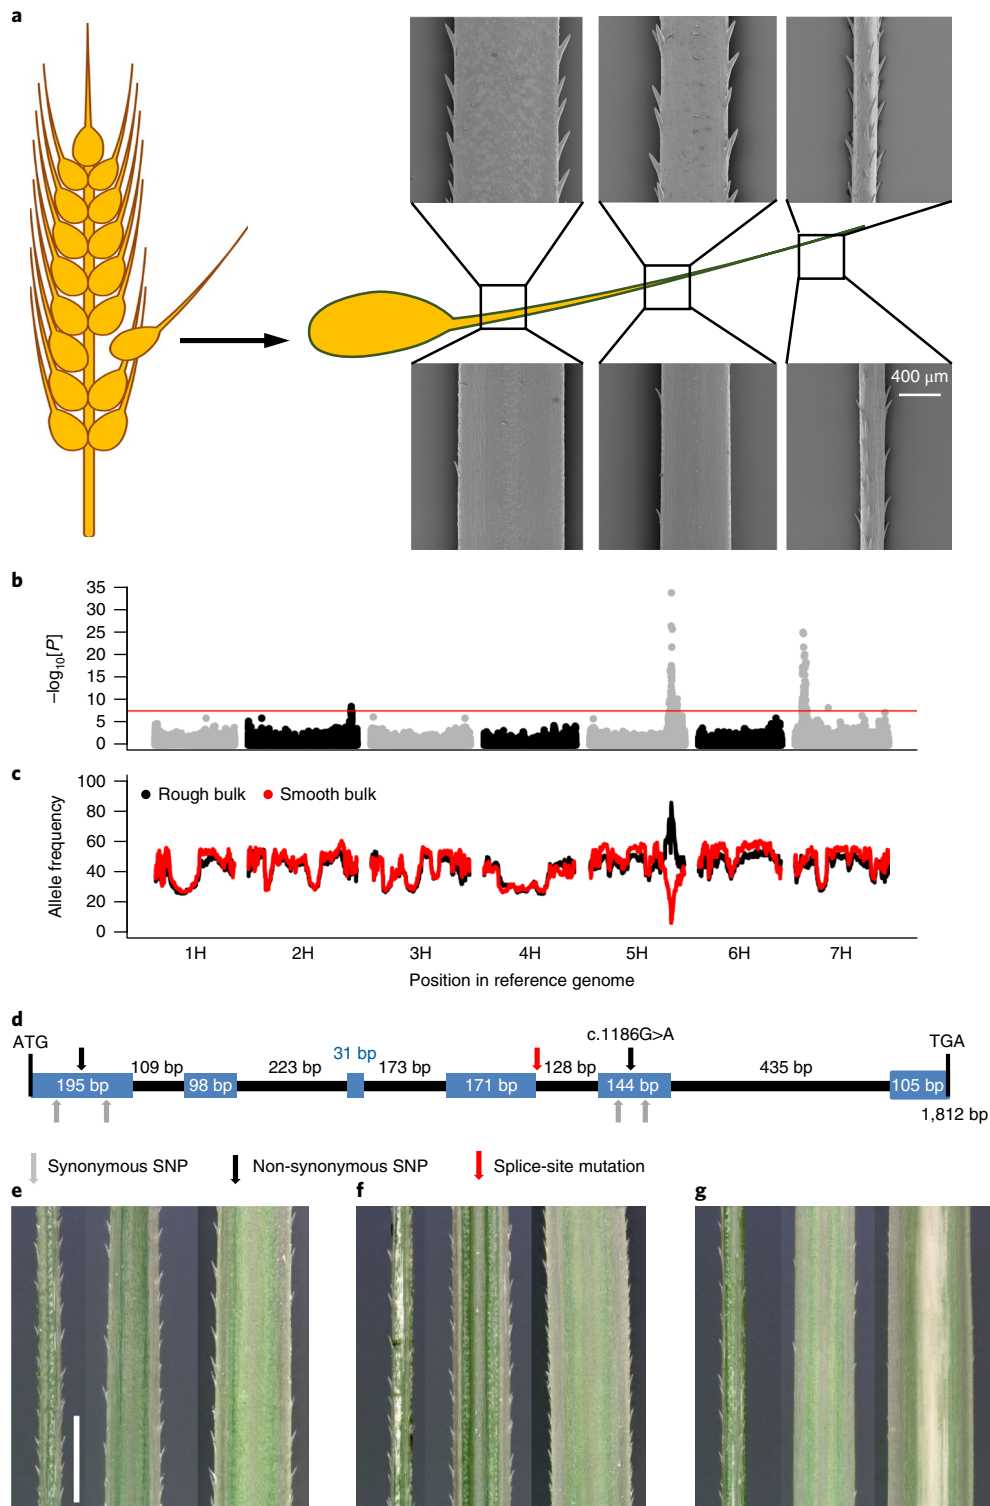 a
400 μm
b
35
30
25
20
15
10
5
0
–log10[P]
c
100
80
60
40
20
0
Allele frequency
Rough bulk Smooth bulk
1H 2H 3H 4H 5H 6H 7H
Position in reference genome
d
ATG c.1186G>A TGA
109 bp 223 bp 31 bp 173 bp 128 bp 435 bp
195 bp 98 bp 171 bp 144 bp 105 bp
1,812 bp
Synonymous SNP Non-synonymous SNP Splice-site mutation
e f g